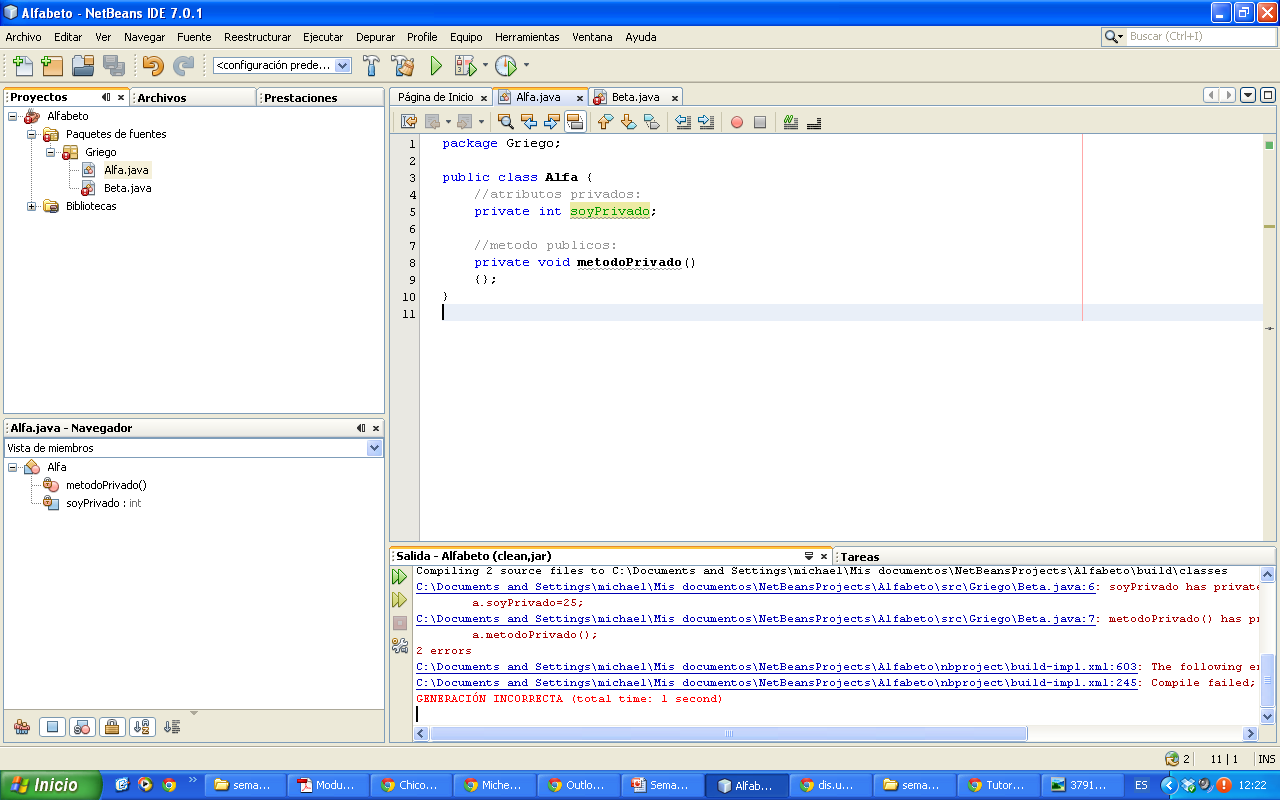 Alfabeto - NetBeans IDE 7.0.1
Archivo Editar Ver Navegar Fuente Reestructurar Ejecutar Depurar Profile Equipo Herramientas Ventana Ayuda
Buscar (Ctrl+I)
<configuración prede...
Proyectos
Archivos
Prestaciones
Alfabeto
Paquetes de fuentes
Griego
Alfa.java
Beta.java
Bibliotecas
Alfa.java - Navegador
Vista de miembros
Alfa
metodoPrivado()
soyPrivado : int
Página de Inicio
Alfa.java
Beta.java
1 package Griego;
2
3 public class Alfa {
4 //atributos privados:
5 private int soyPrivado;
6
7 //metodo publicos:
8 private void metodoPrivado()
9 {};
10 }
11
Salida - Alfabeto (clean,jar)
Tareas
Compiling 2 source files to C:\Documents and Settings\michael\Mis documentos\NetBeansProjects\Alfabeto\build\classes
C:\Documents and Settings\michael\Mis documentos\NetBeansProjects\Alfabeto\src\Griego\Beta.java:6: soyPrivado has private
a.soyPrivado=25;
C:\Documents and Settings\michael\Mis documentos\NetBeansProjects\Alfabeto\src\Griego\Beta.java:7: metodoPrivado() has pr
a.metodoPrivado();
2 errors
C:\Documents and Settings\michael\Mis documentos\NetBeansProjects\Alfabeto\nbproject\build-impl.xml:603: The following er
C:\Documents and Settings\michael\Mis documentos\NetBeansProjects\Alfabeto\nbproject\build-impl.xml:245: Compile failed;
GENERACIÓN INCORRECTA (total time: 1 second)
2 11 | 1 INS
Inicio
sema...
Modu...
Chico...
Miche...
Outlo...
Sema...
Alfab...
dis.u...
sema...
Tutor...
3791...
ES
12:22